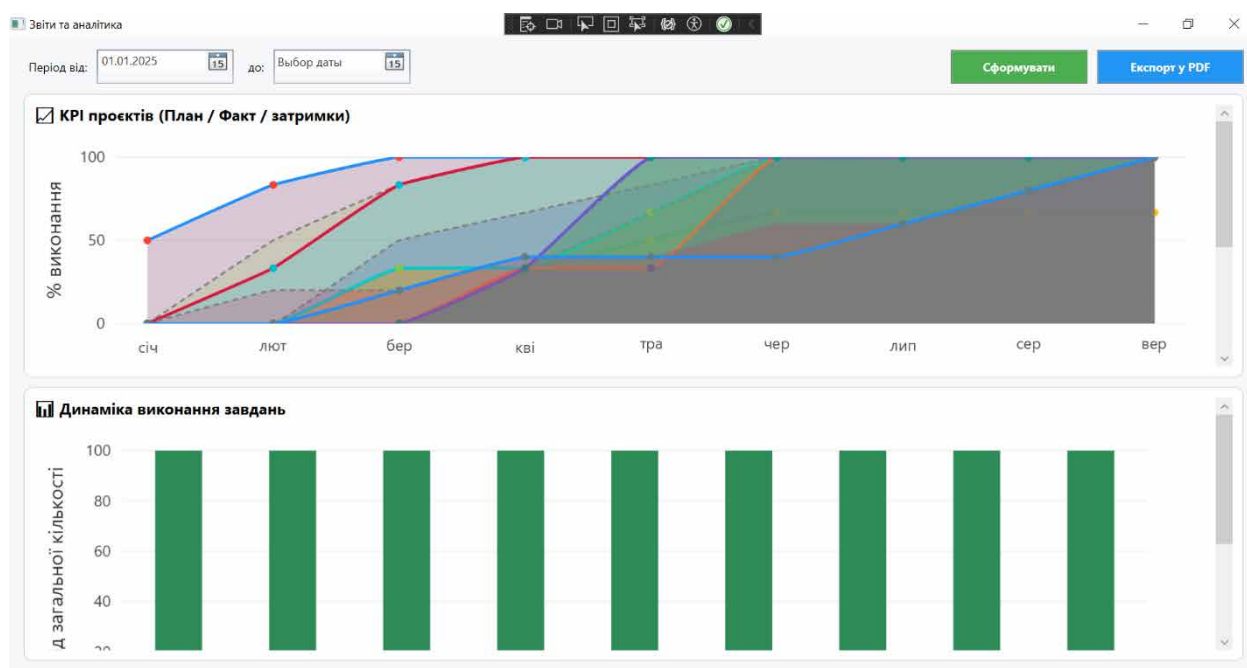 Звіти та аналітика
Період від: 01.01.2025 15 до: Выбор даты 15 Сформувати Експорт у PDF
KPI проєктів (План / Факт / затримки)
% виконання
100
50
0
січ лют бер кві тра чер лип сер вер
Динаміка виконання завдань
д загальної кількості
100
80
60
40